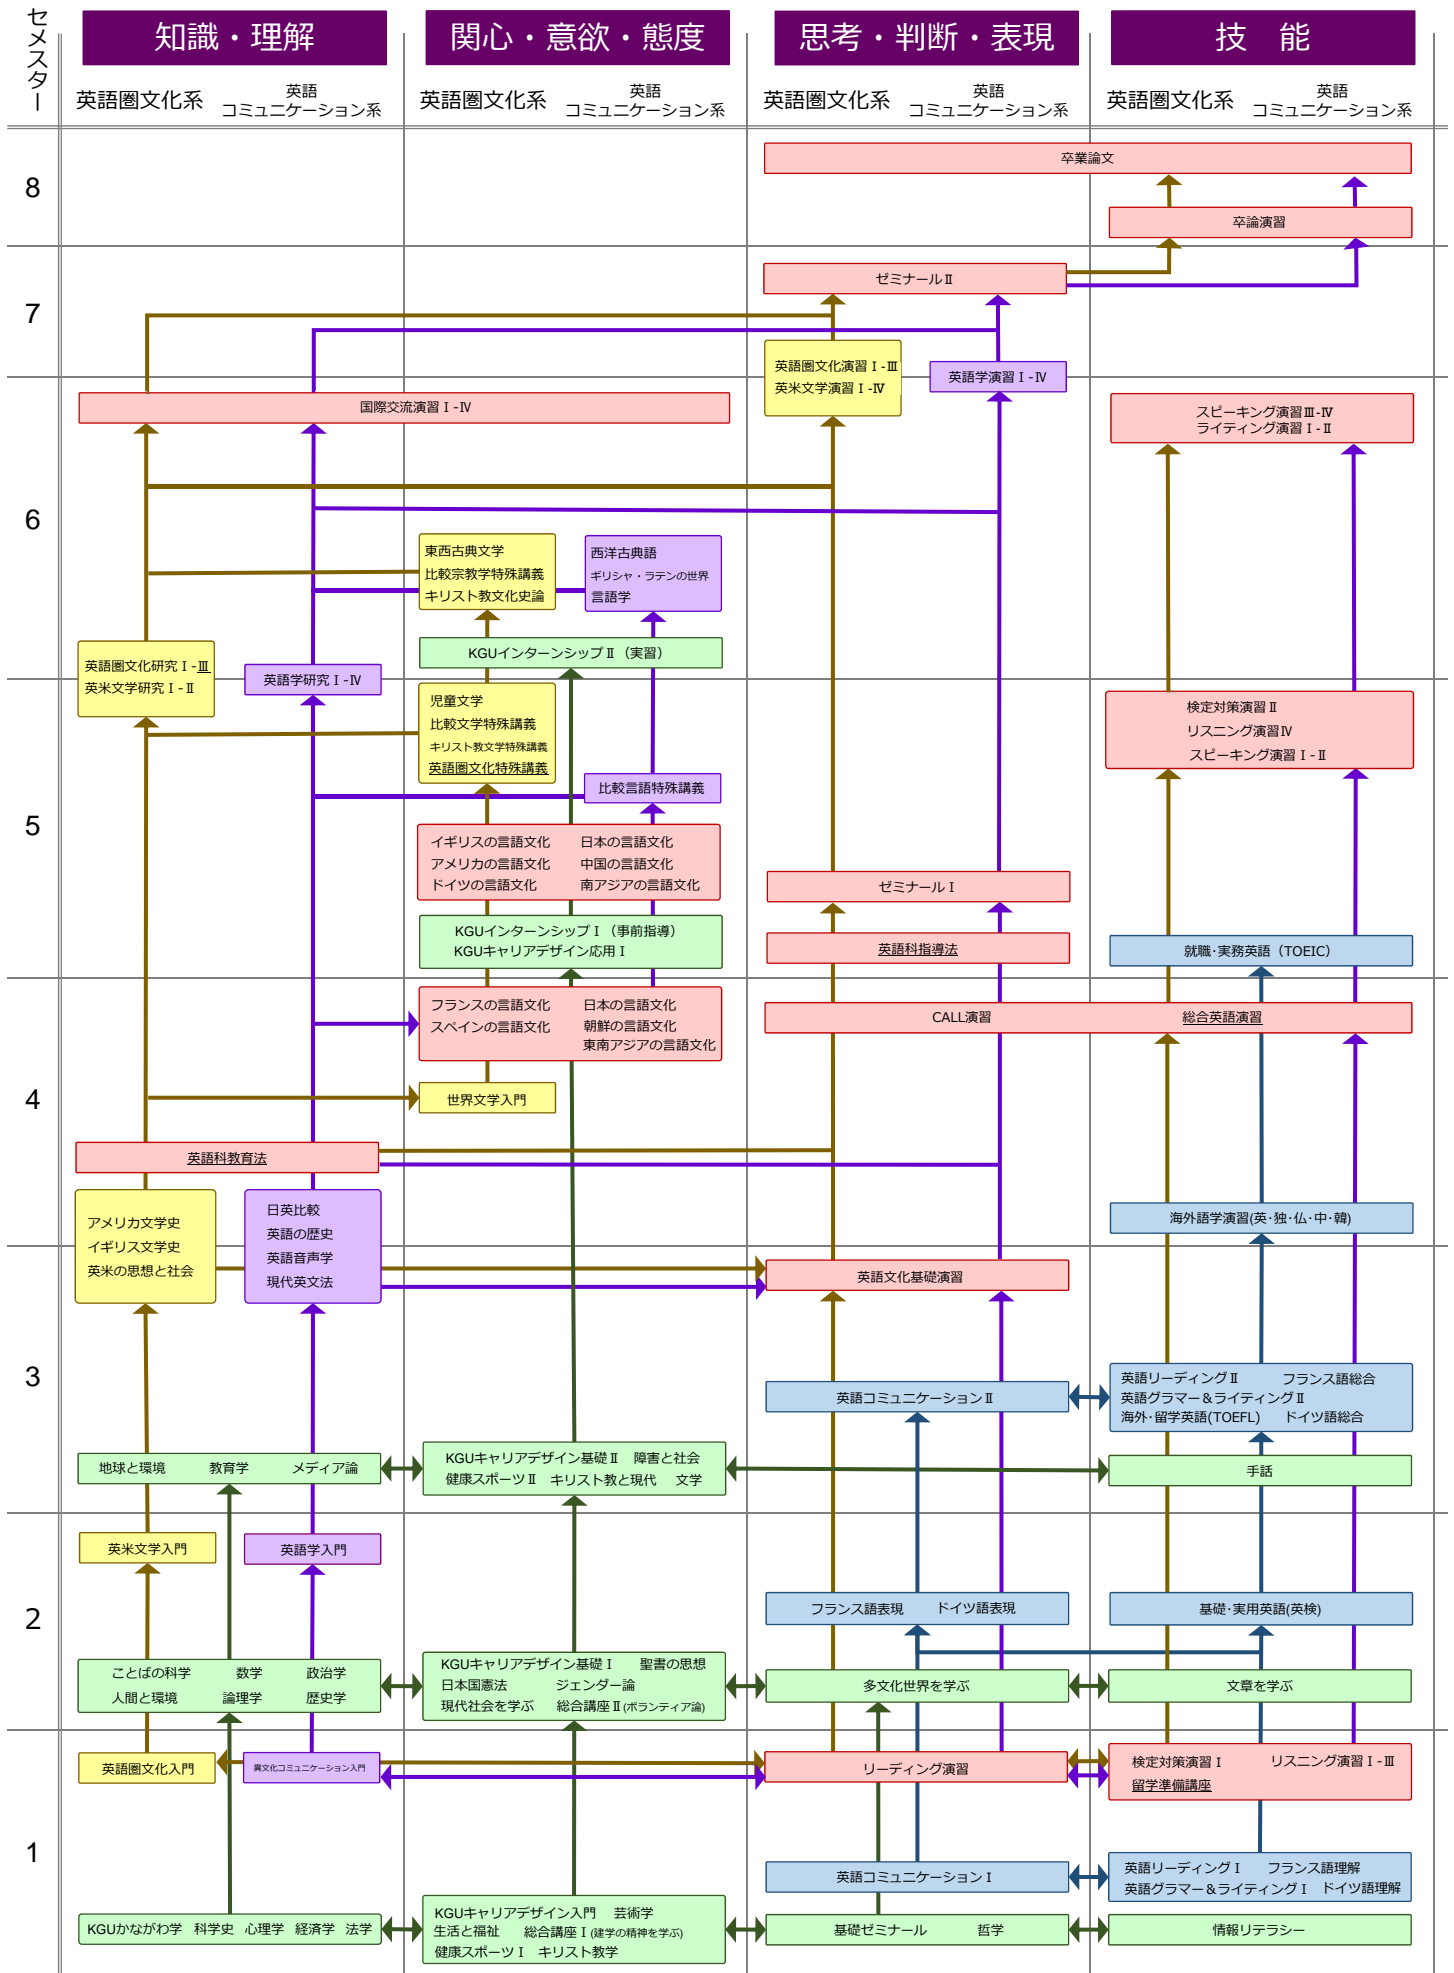 セメスター
知識・理解
関心・意欲・態度
思考・判断・表現
技　能
英語圏文化系
英語
コミュニケーション系
英語圏文化系
英語
コミュニケーション系
英語圏文化系
英語
コミュニケーション系
英語圏文化系
英語
コミュニケーション系
8
卒業論文
卒論演習
7
ゼミナールⅡ
英語圏文化演習Ⅰ-Ⅲ
英米文学演習Ⅰ-Ⅳ
英語学演習Ⅰ-Ⅳ
6
国際交流演習Ⅰ-Ⅳ
スピーキング演習Ⅲ-Ⅳ
ライティング演習Ⅰ-Ⅱ
東西古典文学
比較宗教学特殊講義
キリスト教文化史論
西洋古典語
ギリシャ・ラテンの世界
言語学
KGUインターンシップⅡ（実習）
英語圏文化研究Ⅰ-Ⅲ
英米文学研究Ⅰ-Ⅱ
英語学研究Ⅰ-Ⅳ
5
児童文学
比較文学特殊講義
キリスト教文学特殊講義
英語圏文化特殊講義
比較言語特殊講義
検定対策演習Ⅱ
リスニング演習Ⅳ
スピーキング演習Ⅰ-Ⅱ
イギリスの言語文化　日本の言語文化
アメリカの言語文化　中国の言語文化
ドイツの言語文化　南アジアの言語文化
ゼミナールⅠ
KGUインターンシップⅠ（事前指導）
KGUキャリアデザイン応用Ⅰ
英語科指導法
就職・実務英語（TOEIC）
4
フランスの言語文化　日本の言語文化
スペインの言語文化　朝鮮の言語文化
東南アジアの言語文化
CALL演習　総合英語演習
世界文学入門
英語科教育法
アメリカ文学史
イギリス文学史
英米の思想と社会
日英比較
英語の歴史
英語音声学
現代英文法
海外語学演習(英・独・仏・中・韓)
3
英語文化基礎演習
英語コミュニケーションⅡ
英語リーディングⅡ　フランス語総合
英語グラマー＆ライティングⅡ
海外・留学英語(TOEFL)　ドイツ語総合
地球と環境　教育学　メディア論
KGUキャリアデザイン基礎Ⅱ　障害と社会
健康スポーツⅡ　キリスト教と現代　文学
手話
2
英米文学入門
英語学入門
フランス語表現　ドイツ語表現
基礎・実用英語(英検)
ことばの科学　数学　政治学
人間と環境　論理学　歴史学
KGUキャリアデザイン基礎Ⅰ　聖書の思想
日本国憲法　ジェンダー論
現代社会を学ぶ　総合講座Ⅱ(ボランティア論)
多文化世界を学ぶ
文章を学ぶ
1
英語圏文化入門
異文化コミュニケーション入門
リーディング演習
検定対策演習Ⅰ　リスニング演習Ⅰ-Ⅲ
留学準備講座
英語コミュニケーションⅠ
英語リーディングⅠ　フランス語理解
英語グラマー＆ライティングⅠ　ドイツ語理解
KGUかながわ学　科学史　心理学　経済学　法学
KGUキャリアデザイン入門　芸術学
生活と福祉　総合講座Ⅰ(建学の精神を学ぶ)
健康スポーツⅠ　キリスト教学
基礎ゼミナール　哲学
情報リテラシー